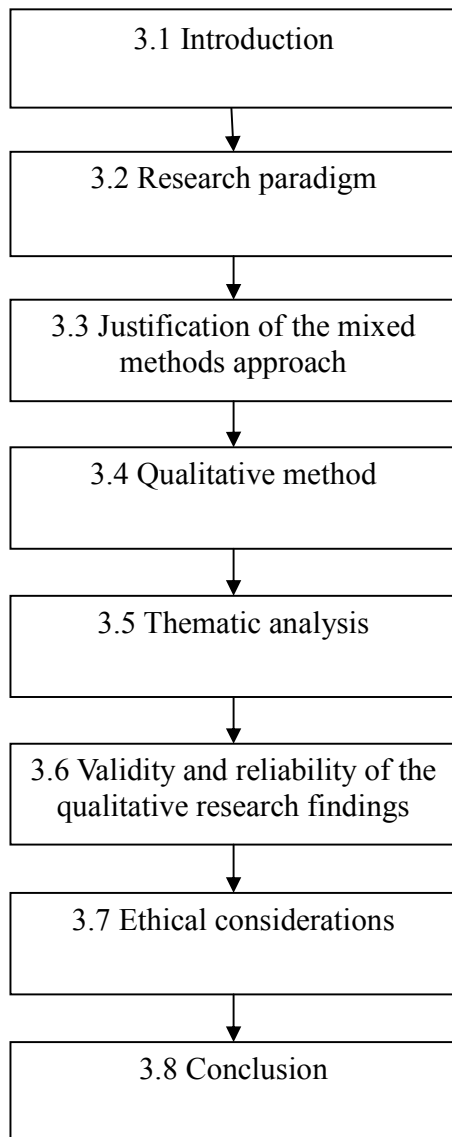 3.1 Introduction
3.2 Research paradigm
3.3 Justification of the mixed
methods approach
3.4 Qualitative method
3.5 Thematic analysis
3.6 Validity and reliability of the
qualitative research findings
3.7 Ethical considerations
3.8 Conclusion